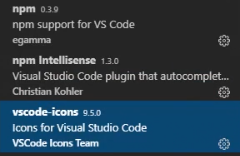 npm 0.3.9
npm support for VS Code
egamma
npm Intellisense 1.3.0
Visual Studio Code plugin that autocomplet...
Christian Kohler
vscode-icons 9.5.0
Icons for Visual Studio Code
VSCode Icons Team